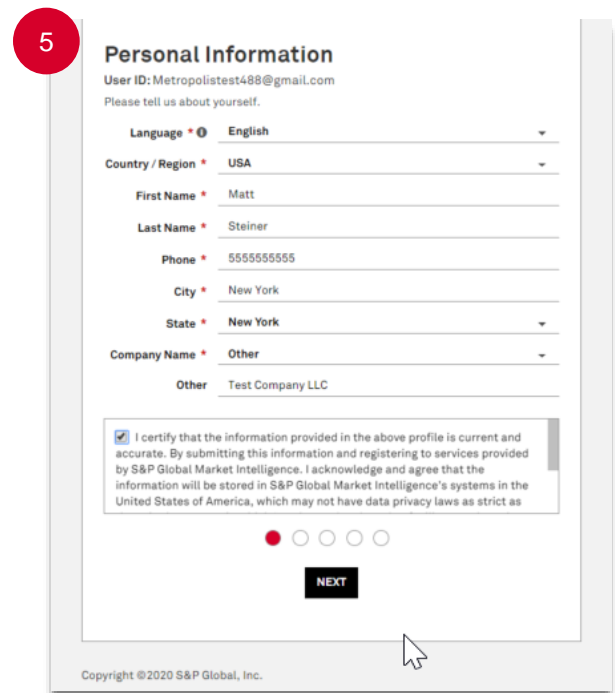 5
Personal Information
User ID: Metropolistest488@gmail.com
Please tell us about yourself.
Language * English
Country / Region * USA
First Name * Matt
Last Name * Steiner
Phone * 5555555555
City * New York
State * New York
Company Name * Other
Other Test Company LLC
I certify that the information provided in the above profile is current and
accurate. By submitting this information and registering to services provided
by S&P Global Market Intelligence. I acknowledge and agree that the
information will be stored in S&P Global Market Intelligence's systems in the
United States of America, which may not have data privacy laws as strict as
NEXT
Copyright ©2020 S&P Global, Inc.